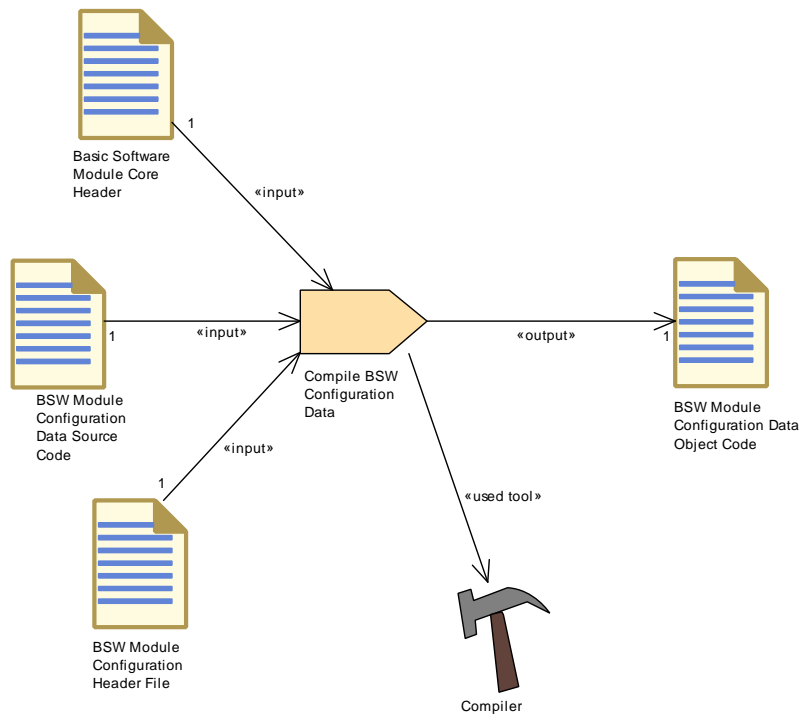 1
Basic Software
Module Core
Header
«input»
1
«input»
BSW Module
Configuration
Data Source
Code
Compile BSW
Configuration
Data
«output»
1
BSW Module
Configuration Data
Object Code
«input»
1
«used tool»
BSW Module
Configuration
Header File
Compiler